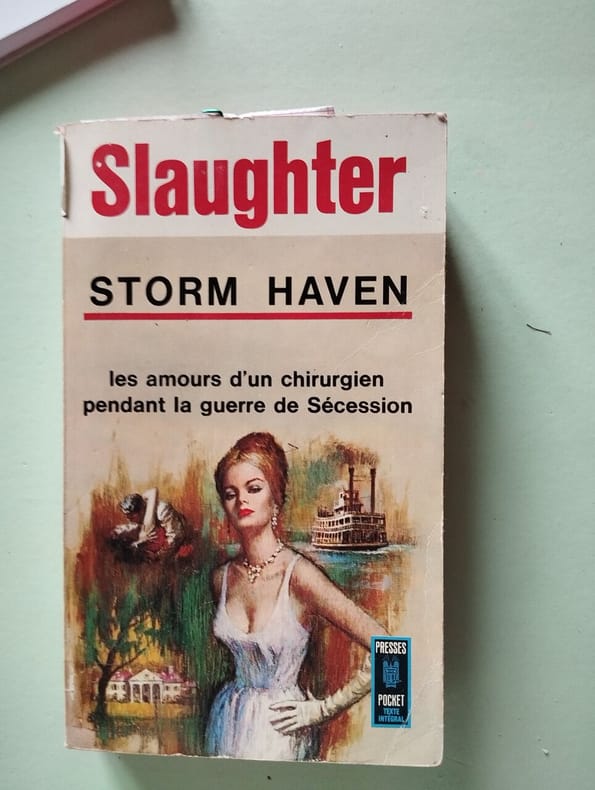 Slaughter
STORM HAVEN
les amours d'un chirurgien
pendant la guerre de Sécession
PRESSES
POCKET
TEXTE
INTÉGRAL